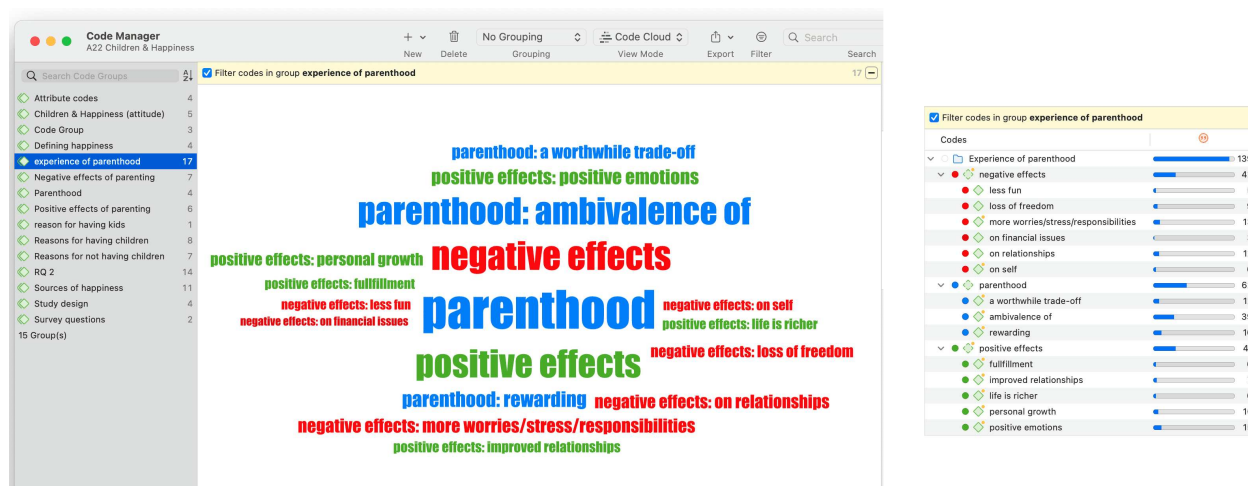 Code Manager
A22 Children & Happiness
No Grouping
Code Cloud
Search
New
Delete
Grouping
View Mode
Export
Filter
Search
Search Code Groups
Filter codes in group experience of parenthood
17
Attribute codes 4
Children & Happiness (attitude) 5
Code Group 3
Defining happiness 4
experience of parenthood 17
Negative effects of parenting 7
Parenthood 4
Positive effects of parenting 6
reason for having kids 1
Reasons for having children 8
Reasons for not having children 7
RQ 2 14
Sources of happiness 11
Study design 4
Survey questions 2
15 Group(s)
parenthood: a worthwhile trade-off
positive effects: positive emotions
parenthood: ambivalence of
positive effects: personal growth
negative effects
positive effects: fullfillment
negative effects: less fun
negative effects: on financial issues
parenthood
negative effects: on self
positive effects: life is richer
positive effects
negative effects: loss of freedom
parenthood: rewarding
negative effects: on relationships
negative effects: more worries/stress/responsibilities
positive effects: improved relationships
Filter codes in group experience of parenthood
Codes
Experience of parenthood
negative effects
less fun
loss of freedom
more worries/stress/responsibilities
on financial issues
on relationships
on self
parenthood
a worthwhile trade-off
ambivalence of
rewarding
positive effects
fullfillment
improved relationships
life is richer
personal growth
positive emotions